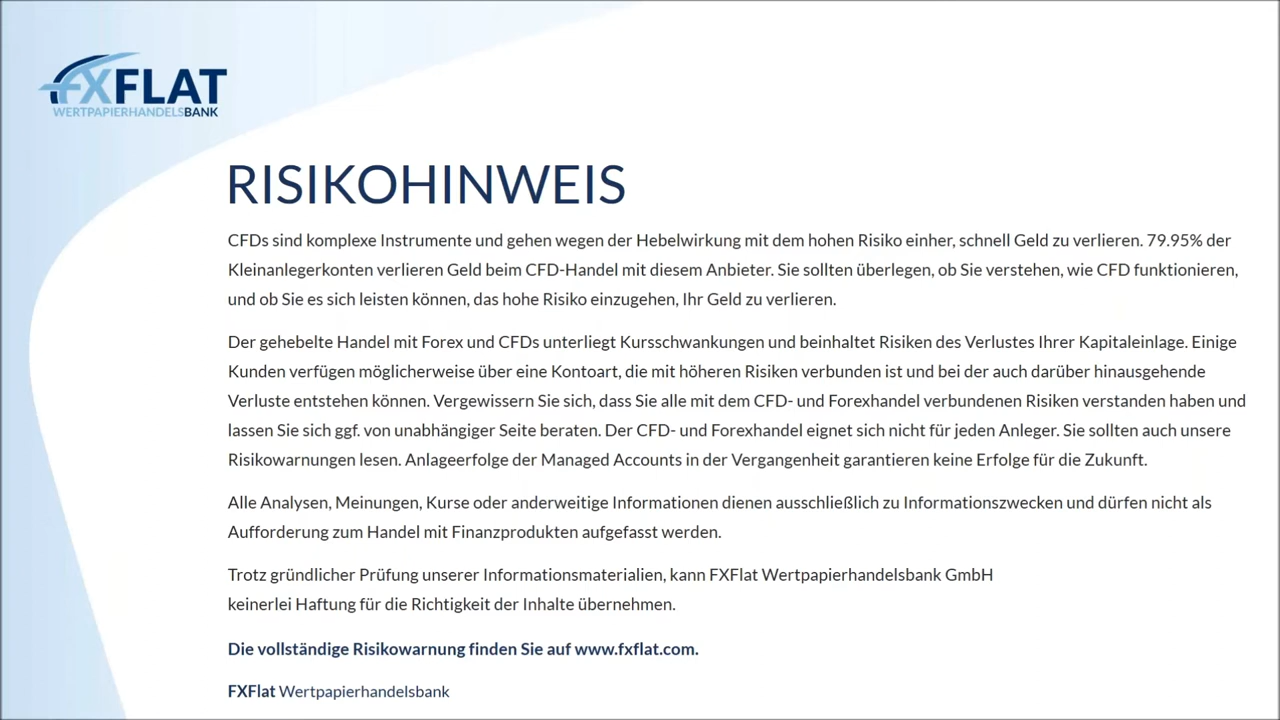 FXFLAT
WERTPAPIERHANDELSBANK
RISIKOHINWEIS
CFDs sind komplexe Instrumente und gehen wegen der Hebelwirkung mit dem hohen Risiko einher, schnell Geld zu verlieren. 79.95% der
Kleinanlegerkonten verlieren Geld beim CFD-Handel mit diesem Anbieter. Sie sollten überlegen, ob Sie verstehen, wie CFD funktionieren,
und ob Sie es sich leisten können, das hohe Risiko einzugehen, Ihr Geld zu verlieren.
Der gehebelte Handel mit Forex und CFDs unterliegt Kursschwankungen und beinhaltet Risiken des Verlustes Ihrer Kapitaleinlage. Einige
Kunden verfügen möglicherweise über eine Kontoart, die mit höheren Risiken verbunden ist und bei der auch darüber hinausgehende
Verluste entstehen können. Vergewissern Sie sich, dass Sie alle mit dem CFD- und Forexhandel verbundenen Risiken verstanden haben und
lassen Sie sich ggf. von unabhängiger Seite beraten. Der CFD- und Forexhandel eignet sich nicht für jeden Anleger. Sie sollten auch unsere
Risikowarnungen lesen. Anlageerfolge der Managed Accounts in der Vergangenheit garantieren keine Erfolge für die Zukunft.
Alle Analysen, Meinungen, Kurse oder anderweitige Informationen dienen ausschließlich zu Informationszwecken und dürfen nicht als
Aufforderung zum Handel mit Finanzprodukten aufgefasst werden.
Trotz gründlicher Prüfung unserer Informationsmaterialien, kann FXFlat Wertpapierhandelsbank GmbH
keinerlei Haftung für die Richtigkeit der Inhalte übernehmen.
Die vollständige Risikowarnung finden Sie auf www.fxflat.com.
FXFlat Wertpapierhandelsbank